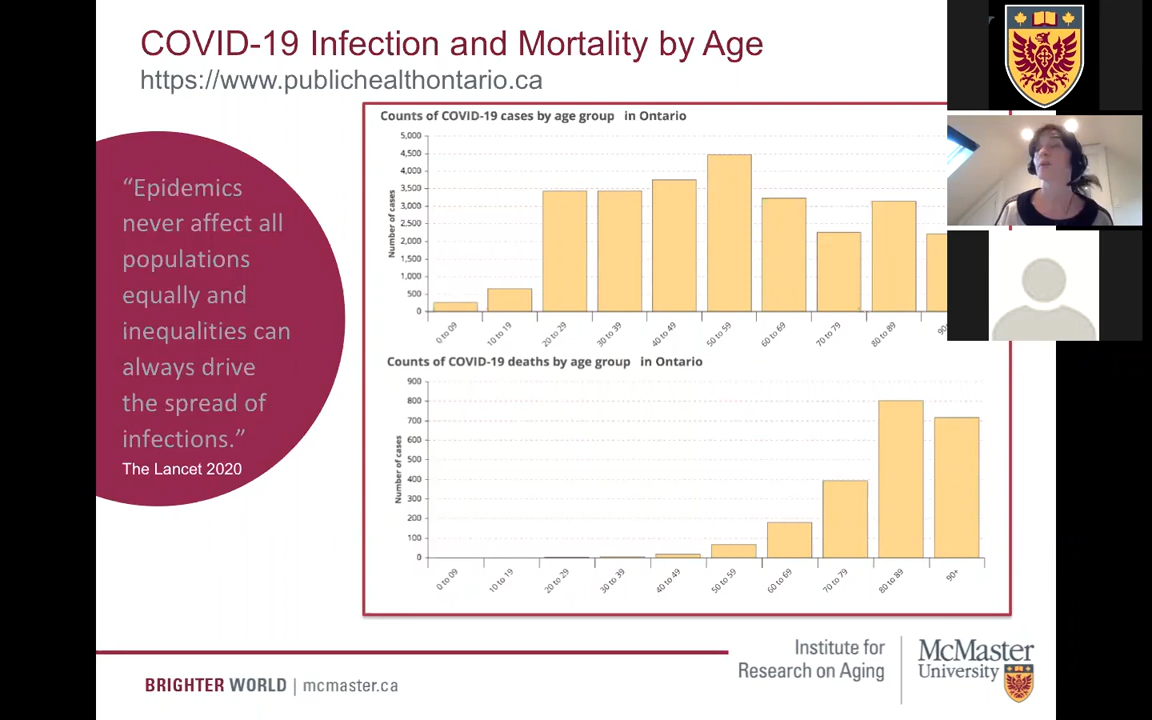 COVID-19 Infection and Mortality by Age
https://www.publichealthontario.ca
“Epidemics
never affect all
populations
equally and
inequalities can
always drive
the spread of
infections.”
The Lancet 2020
Counts of COVID-19 cases by age group in Ontario
Number of cases
5,000
4,500
4,000
3,500
3,000
2,500
2,000
1,500
1,000
500
0
0 to 09
10 to 19
20 to 29
30 to 39
40 to 49
50 to 59
60 to 69
70 to 79
80 to 89
Counts of COVID-19 deaths by age group in Ontario
Number of cases
900
800
700
600
500
400
300
200
100
0
0 to 09
10 to 19
20 to 29
30 to 39
40 to 49
50 to 59
60 to 69
70 to 79
80 to 89
90+
BRIGHTER WORLD | mcmaster.ca
Institute for
Research on Aging
McMaster
University